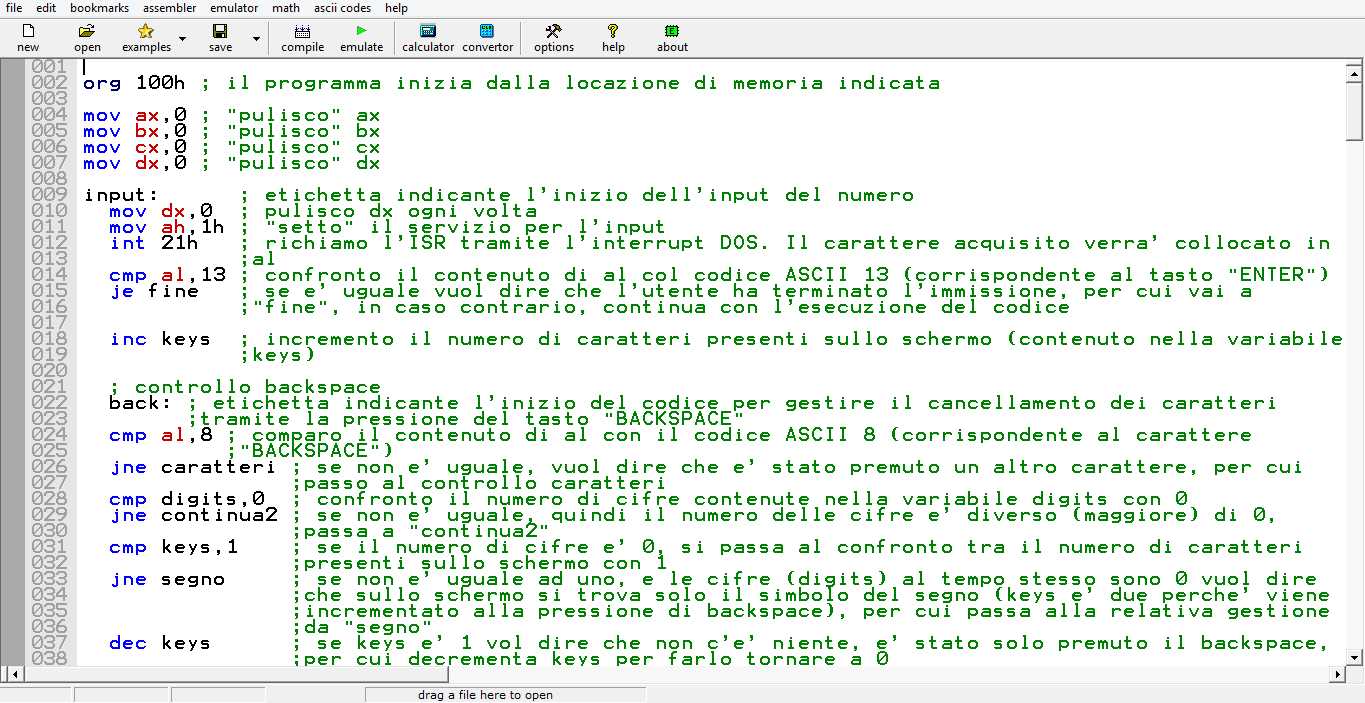 file edit bookmarks assembler emulator math ascii codes help
new open examples save compile emulate calculator convertor options help about
001
002 org 100h ; il programma inizia dalla locazione di memoria indicata
003
004 mov ax,0 ; "pulisco" ax
005 mov bx,0 ; "pulisco" bx
006 mov cx,0 ; "pulisco" cx
007 mov dx,0 ; "pulisco" dx
008
009 input: ; etichetta indicante l'inizio dell'input del numero
010 mov dx,0 ; pulisco dx ogni volta
011 mov ah,1h ; "setto" il servizio per l'input
012 int 21h ; richiamo l'ISR tramite l'interrupt DOS. Il carattere acquisito verra' collocato in
013 ;al
014 cmp al,13 ; confronto il contenuto di al col codice ASCII 13 (corrispondente al tasto "ENTER")
015 je fine ; se e' uguale vuol dire che l'utente ha terminato l'immissione, per cui vai a
016 ;"fine", in caso contrario, continua con l'esecuzione del codice
017
018 inc keys ; incremento il numero di caratteri presenti sullo schermo (contenuto nella variabile
019 ;keys)
020
021 ; controllo backspace
022 back: ; etichetta indicante l'inizio del codice per gestire il cancellamento dei caratteri
023 ;tramite la pressione del tasto "BACKSPACE"
024 cmp al,8 ; comparo il contenuto di al con il codice ASCII 8 (corrispondente al carattere
025 ;"BACKSPACE")
026 jne caratteri ; se non e' uguale, vuol dire che e' stato premuto un altro carattere, per cui
027 ;passo al controllo caratteri
028 cmp digits,0 ; confronto il numero di cifre contenute nella variabile digits con 0
029 jne continua2 ; se non e' uguale, quindi il numero delle cifre e' diverso (maggiore) di 0,
030 ;passa a "continua2"
031 cmp keys,1 ; se il numero di cifre e' 0, si passa al confronto tra il numero di caratteri
032 ;presenti sullo schermo con 1
033 jne segno ; se non e' uguale ad uno, e le cifre (digits) al tempo stesso sono 0 vuol dire
034 ;che sullo schermo si trova solo il simbolo del segno (keys e' due perche' viene
035 ;incrementato alla pressione di backspace), per cui passa alla relativa gestione
036 ;da "segno"
037 dec keys ; se keys e' 1 vol dire che non c'e' niente, e' stato solo premuto il backspace,
038 ;per cui decrementa keys per farlo tornare a 0
drag a file here to open